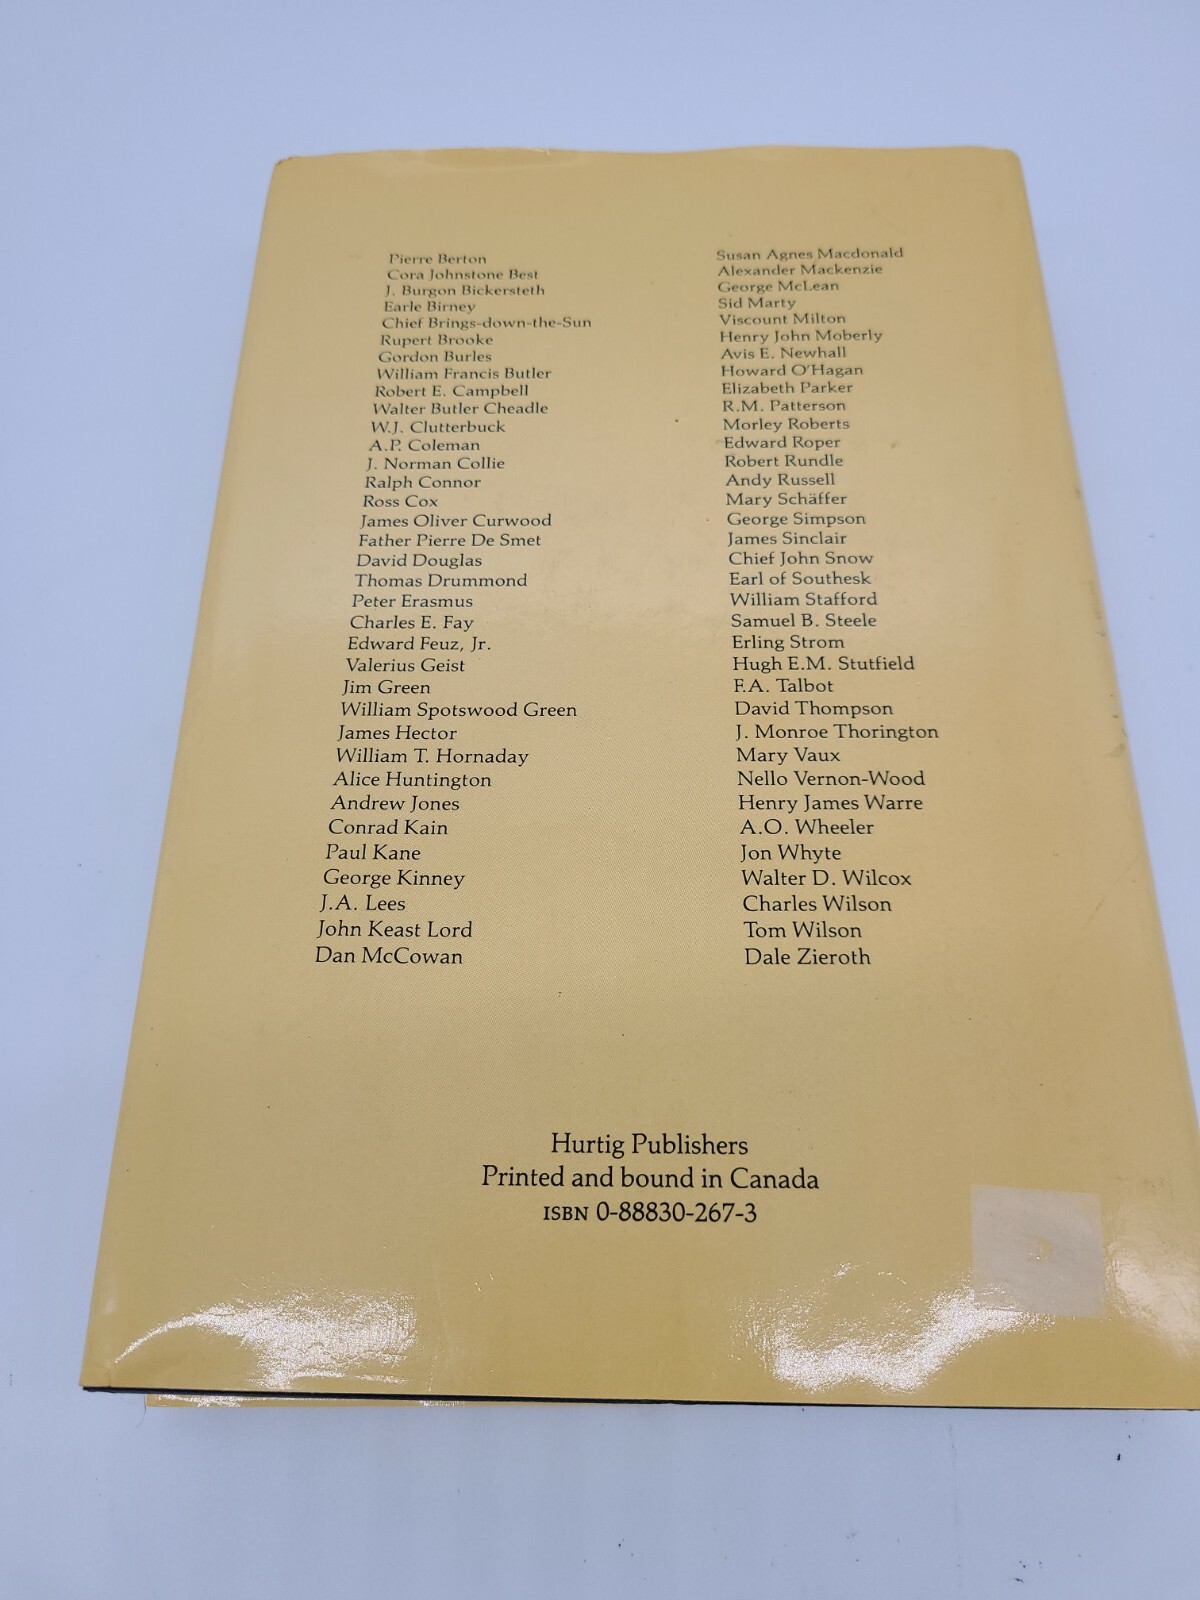 Pierre Berton
Cora Johnstone Best
J. Burgon Bickersteth
Earle Birney
Chief Brings-down-the-Sun
Rupert Brooke
Gordon Burles
William Francis Butler
Robert E. Campbell
Walter Butler Cheadle
W.J. Clutterbuck
A.P. Coleman
J. Norman Collie
Ralph Connor
Ross Cox
James Oliver Curwood
Father Pierre De Smet
David Douglas
Thomas Drummond
Peter Erasmus
Charles E. Fay
Edward Feuz, Jr.
Valerius Geist
Jim Green
William Spotswood Green
James Hector
William T. Hornaday
Alice Huntington
Andrew Jones
Conrad Kain
Paul Kane
George Kinney
J.A. Lees
John Keast Lord
Dan McCowan
Susan Agnes Macdonald
Alexander Mackenzie
George McLean
Sid Marty
Viscount Milton
Henry John Moberly
Avis E. Newhall
Howard O'Hagan
Elizabeth Parker
R.M. Patterson
Morley Roberts
Edward Roper
Robert Rundle
Andy Russell
Mary Schäffer
George Simpson
James Sinclair
Chief John Snow
Earl of Southesk
William Stafford
Samuel B. Steele
Erling Strom
Hugh E.M. Stutfield
F.A. Talbot
David Thompson
J. Monroe Thorington
Mary Vaux
Nello Vernon-Wood
Henry James Warre
A.O. Wheeler
Jon Whyte
Walter D. Wilcox
Charles Wilson
Tom Wilson
Dale Zieroth
Hurtig Publishers
Printed and bound in Canada
ISBN 0-88830-267-3